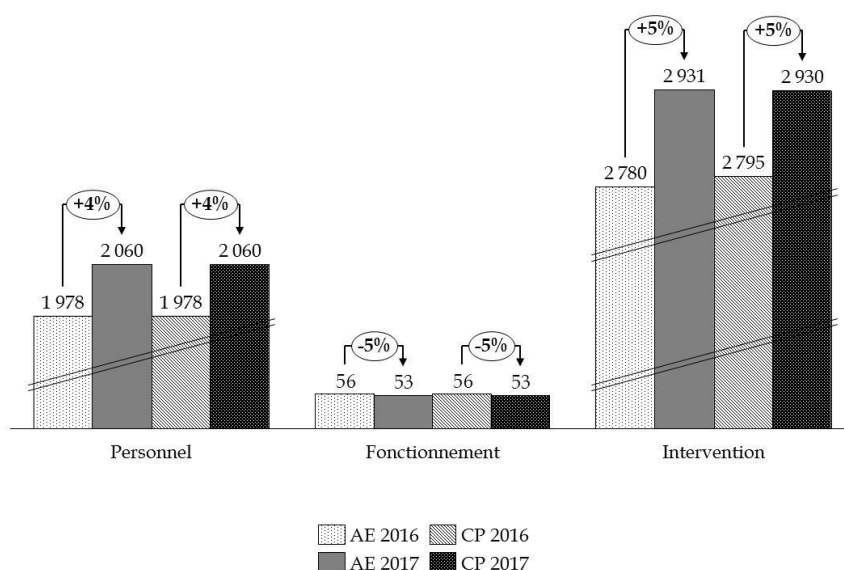 +5% +5%
2 931 2 930
2 780 2 795
+4% +4%
2 060 2 060
1 978 1 978
-5% -5%
56 53 56 53
Personnel Fonctionnement Intervention
AE 2016 CP 2016
AE 2017 CP 2017